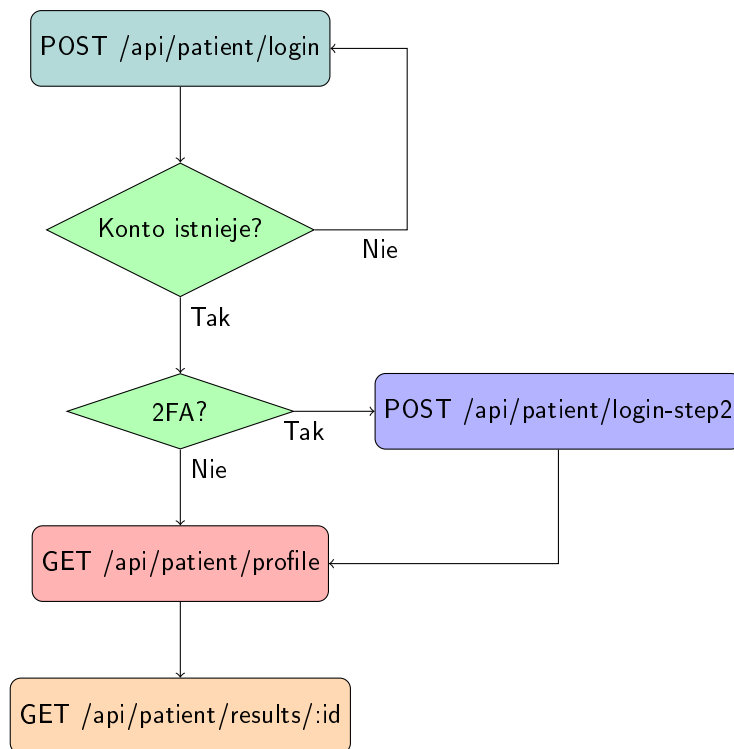 POST /api/patient/login
Konto istnieje?
Nie
Tak
2FA?
Tak
POST /api/patient/login-step2
Nie
GET /api/patient/profile
GET /api/patient/results/:id